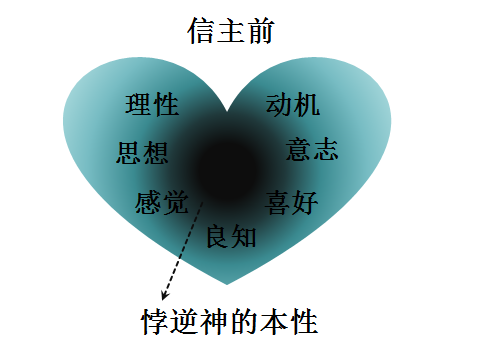 信主前
理性 动机
思想 意志
感觉 喜好
良知
悖逆神的本性